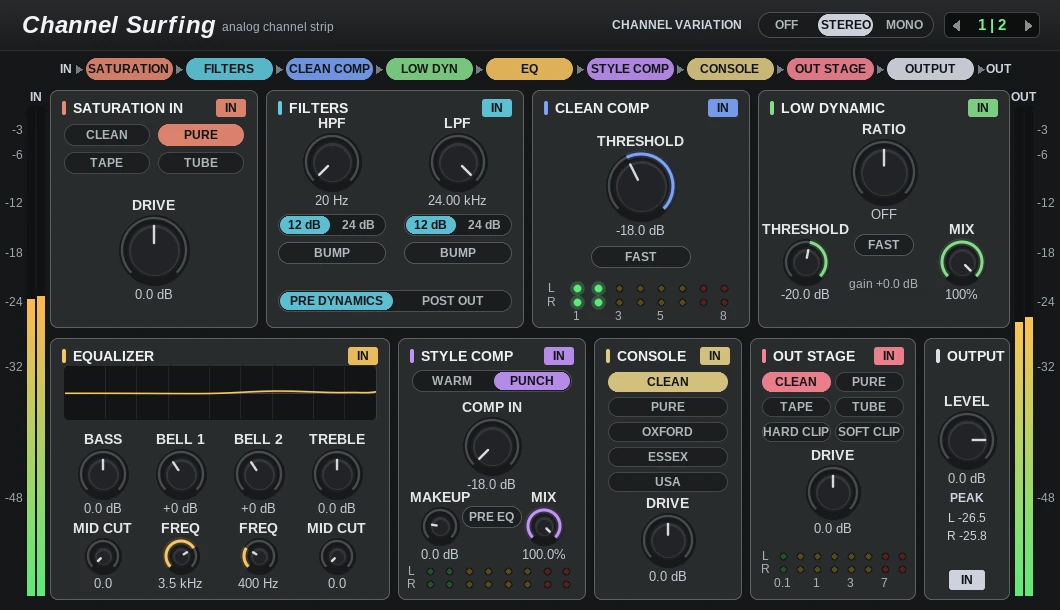 Channel Surfing analog channel strip CHANNEL VARIATION OFF STEREO MONO 1 | 2
IN SATURATION FILTERS CLEAN COMP LOW DYN EQ STYLE COMP CONSOLE OUT STAGE OUTPUT OUT
IN
-3
-6
-12
-18
-24
-32
-48
SATURATION IN IN
CLEAN PURE
TAPE TUBE
DRIVE
0.0 dB
FILTERS IN
HPF LPF
20 Hz 24.00 kHz
12 dB 24 dB 12 dB 24 dB
BUMP BUMP
PRE DYNAMICS POST OUT
CLEAN COMP IN
THRESHOLD
-18.0 dB
FAST
L
R
1 3 5 8
LOW DYNAMIC IN
RATIO
OFF
THRESHOLD FAST MIX
-20.0 dB gain +0.0 dB 100%
EQUALIZER IN
BASS BELL 1 BELL 2 TREBLE
0.0 dB +0 dB +0 dB 0.0 dB
MID CUT FREQ FREQ MID CUT
0.0 3.5 kHz 400 Hz 0.0
STYLE COMP IN
WARM PUNCH
COMP IN
-18.0 dB
MAKEUP PRE EQ MIX
0.0 dB 100.0%
L
R
CONSOLE IN
CLEAN
PURE
OXFORD
ESSEX
USA
DRIVE
0.0 dB
OUT STAGE IN
CLEAN PURE
TAPE TUBE
HARD CLIP SOFT CLIP
DRIVE
0.0 dB
L
R
0.1 1 3 7
OUTPUT
LEVEL
0.0 dB
PEAK
L -26.5
R -25.8
IN
OUT
-3
-6
-12
-18
-24
-32
-48